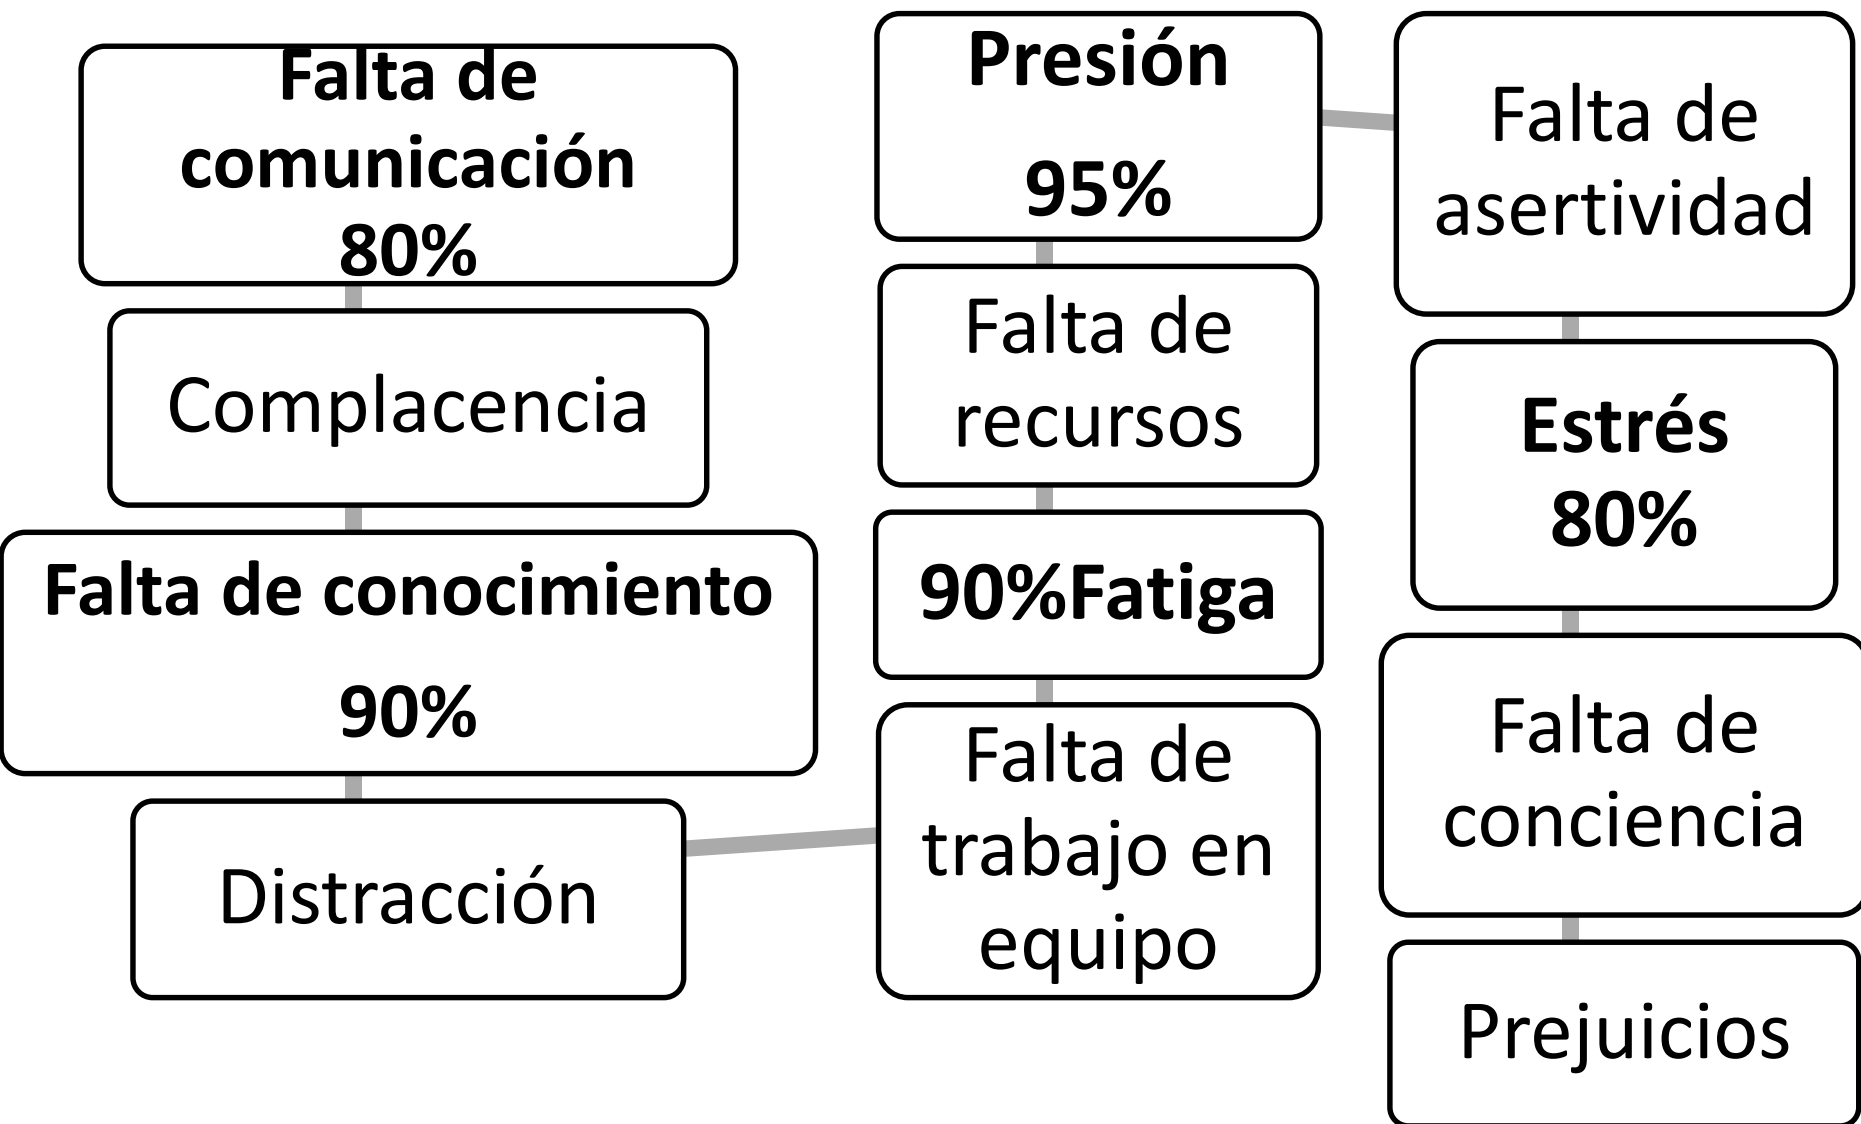 Falta de
comunicación
80%
Complacencia
Falta de conocimiento
90%
Distracción
Presión
95%
Falta de
recursos
90%Fatiga
Falta de
trabajo en
equipo
Falta de
asertividad
Estrés
80%
Falta de
conciencia
Prejuicios